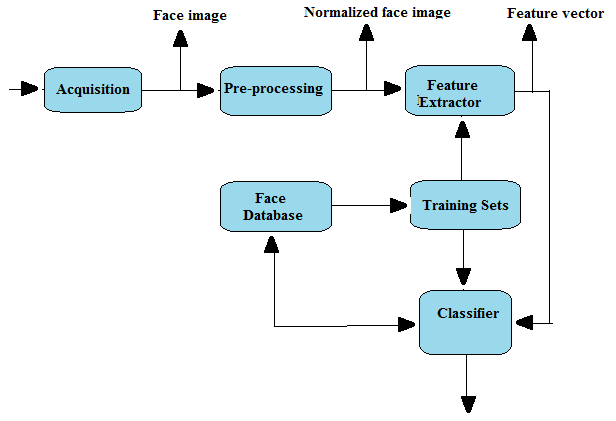 Face image
Normalized face image
Feature vector
Acquisition
Pre-processing
Feature
Extractor
Face
Database
Training Sets
Classifier